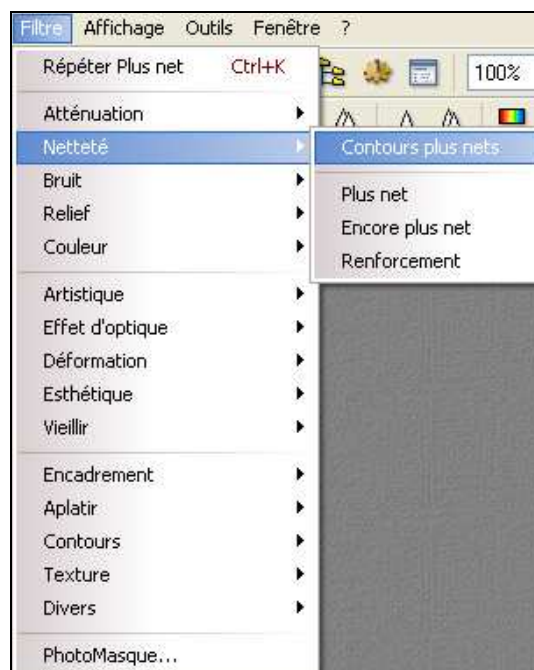 Filtre Affichage Outils Fenêtre ?
100%
Répéter Plus net Ctrl+K
Atténuation
Netteté
Contours plus nets
Plus net
Encore plus net
Renforcement
Bruit
Relief
Couleur
Artistique
Effet d'optique
Déformation
Esthétique
Vieillir
Encadrement
Aplatir
Contours
Texture
Divers
PhotoMasque...